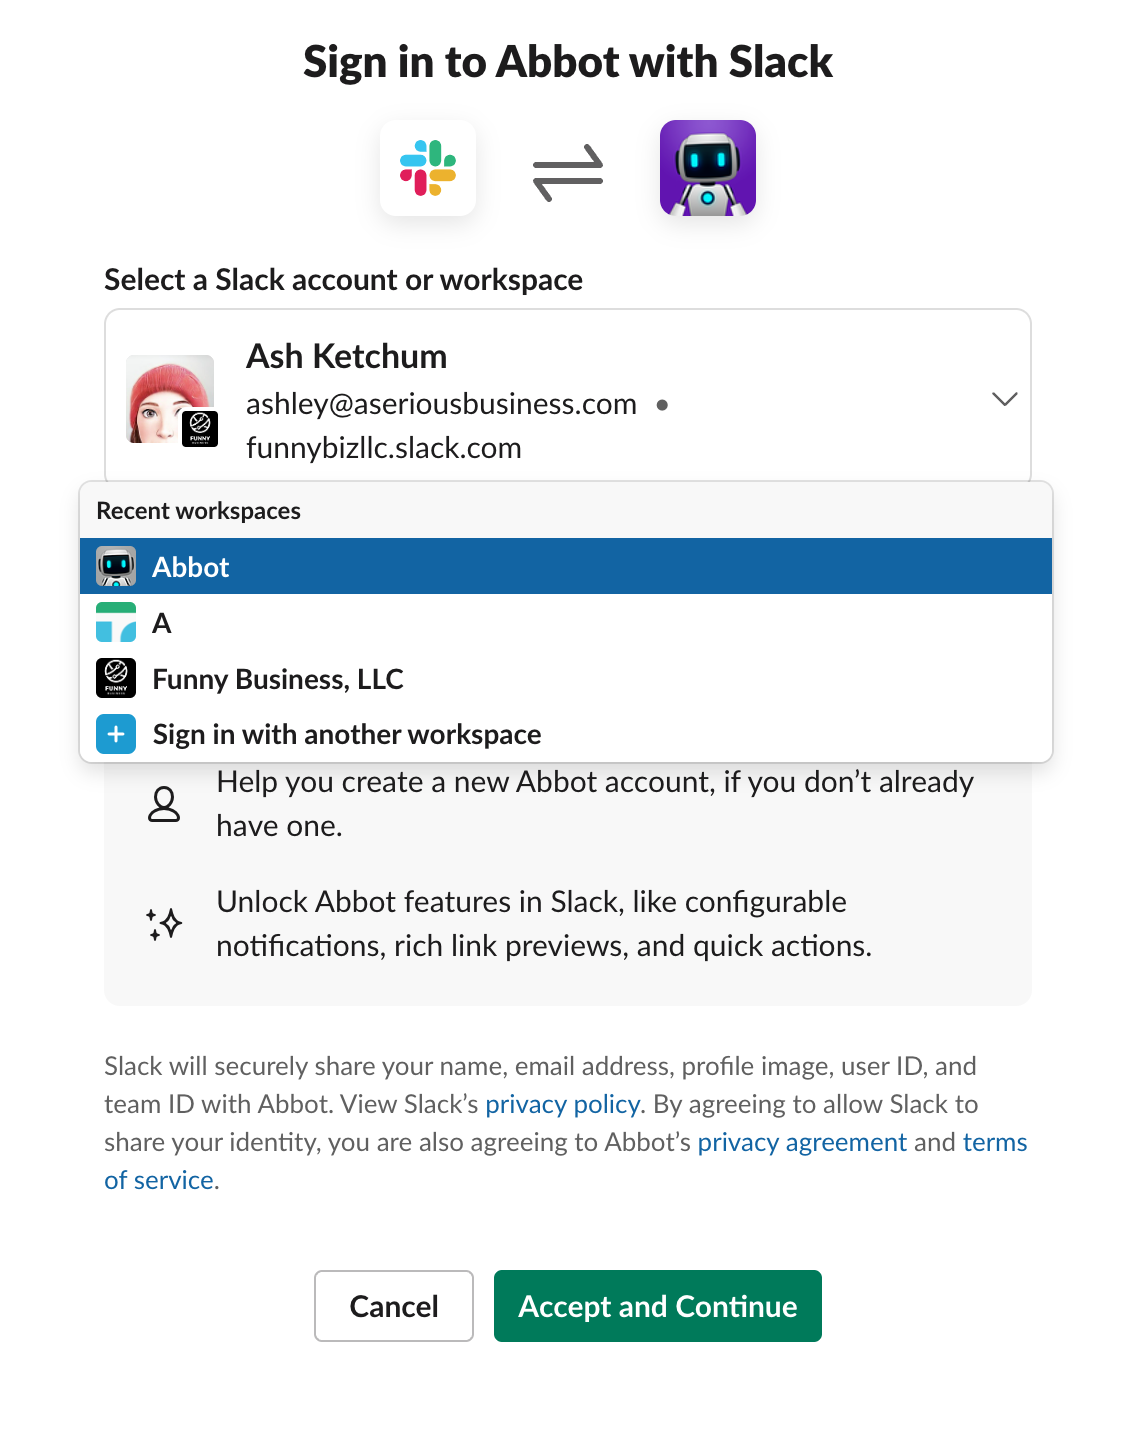 Sign in to Abbot with Slack
Select a Slack account or workspace
Ash Ketchum
ashley@aseriousbusiness.com •
FUNNY
funnybizllc.slack.com
Recent workspaces
Abbot
A
FUNNY
Funny Business, LLC
Sign in with another workspace
Help you create a new Abbot account, if you don’t already
have one.
Unlock Abbot features in Slack, like configurable
notifications, rich link previews, and quick actions.
Slack will securely share your name, email address, profile image, user ID, and
team ID with Abbot. View Slack’s privacy policy. By agreeing to allow Slack to
share your identity, you are also agreeing to Abbot’s privacy agreement and terms
of service.
Cancel
Accept and Continue